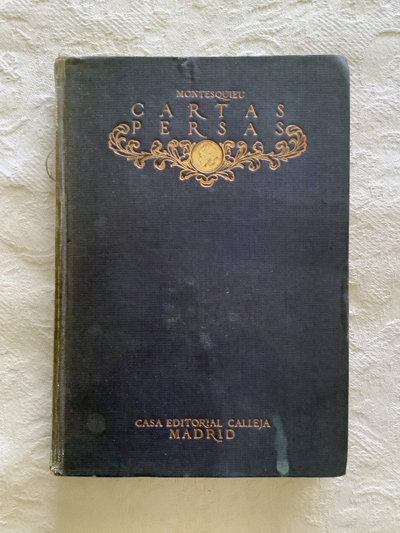 MONTESQUIEU
CARTAS
PERSAS
CASA EDITORIAL CALLEJA
MADRID